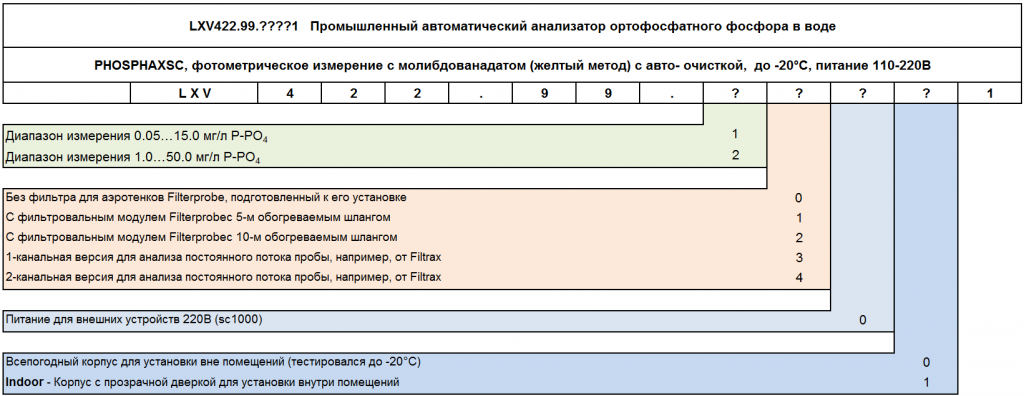 LXV422.99.????1 Промышленный автоматический анализатор ортофосфатного фосфора в воде
PHOSPHAXSC, фотометрическое измерение с молибдованадатом (желтый метод) с авто- очисткой, до -20°C, питание 110-220В
L X V 4 2 2 . 9 9 . ? ? ? ? 1
Диапазон измерения 0.05…15.0 мг/л P-PO4 1
Диапазон измерения 1.0…50.0 мг/л P-PO4 2
Без фильтра для аэротенков Filterprobe, подготовленный к его установке 0
С фильтровальным модулем Filterprobeс 5-м обогреваемым шлангом 1
С фильтровальным модулем Filterprobeс 10-м обогреваемым шлангом 2
1-канальная версия для анализа постоянного потока пробы, например, от Filtrax 3
2-канальная версия для анализа постоянного потока пробы, например, от Filtrax 4
Питание для внешних устройств 220В (sc1000) 0
Всепогодный корпус для установки вне помещений (тестировался до -20°C) 0
Indoor - Корпус с прозрачной дверкой для установки внутри помещений 1